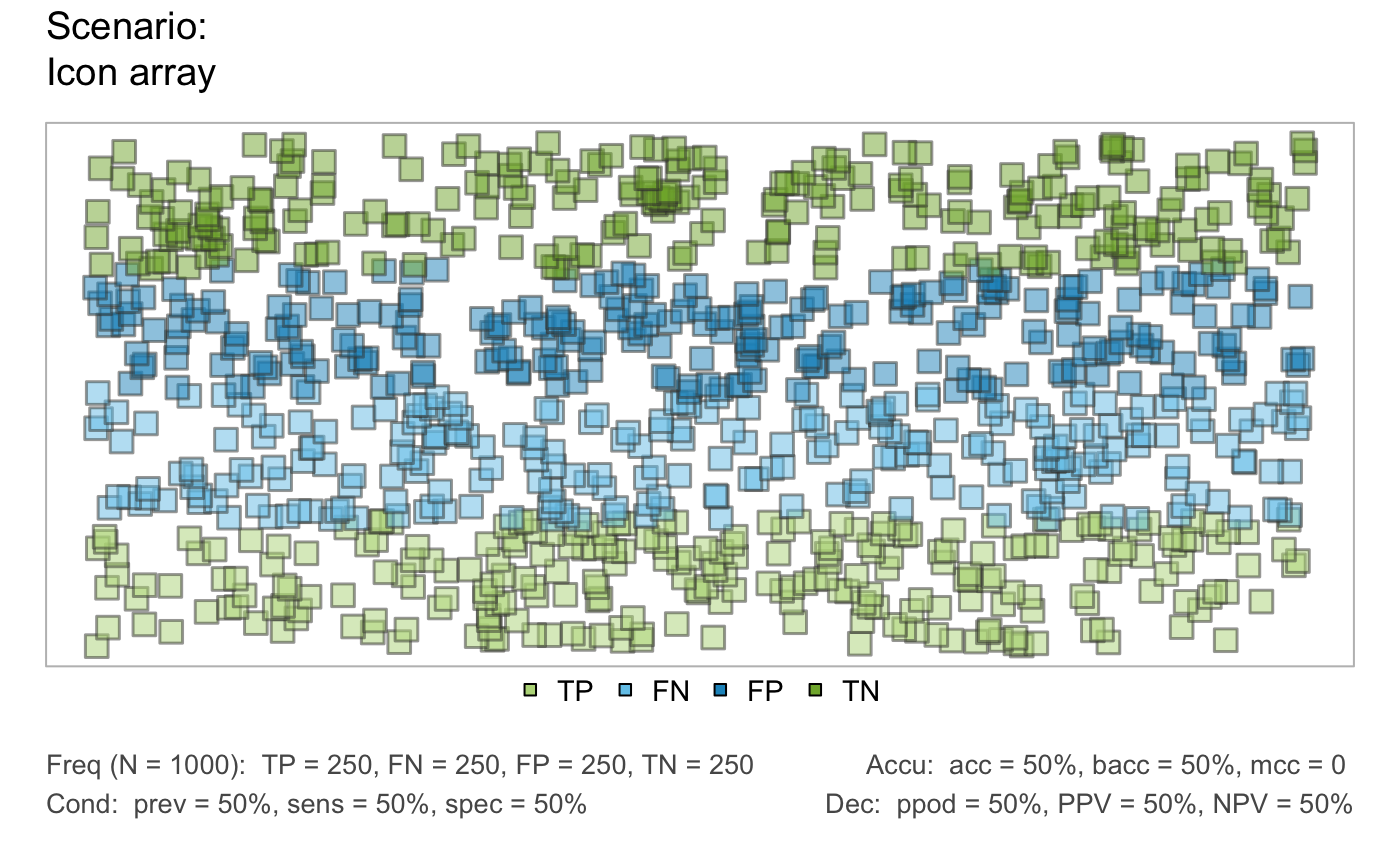 Scenario:
Icon array
TP FN FP TN
Freq (N = 1000):  TP = 250, FN = 250, FP = 250, TN = 250
Accu:  acc = 50%, bacc = 50%, mcc = 0
Cond:  prev = 50%, sens = 50%, spec = 50%
Dec:  ppod = 50%, PPV = 50%, NPV = 50%